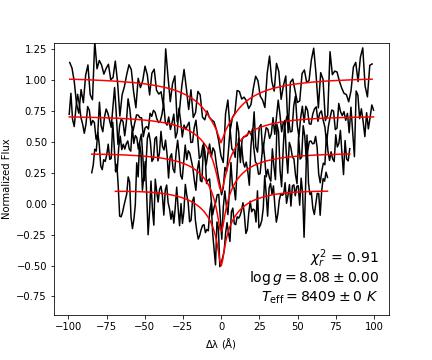 Normalized Flux
1.25
1.00
0.75
0.50
0.25
0.00
−0.25
−0.50
−0.75
χ²ᵣ = 0.91
log g = 8.08 ± 0.00
T_eff = 8409 ± 0 K
−100 −75 −50 −25 0 25 50 75 100
Δλ (Å)